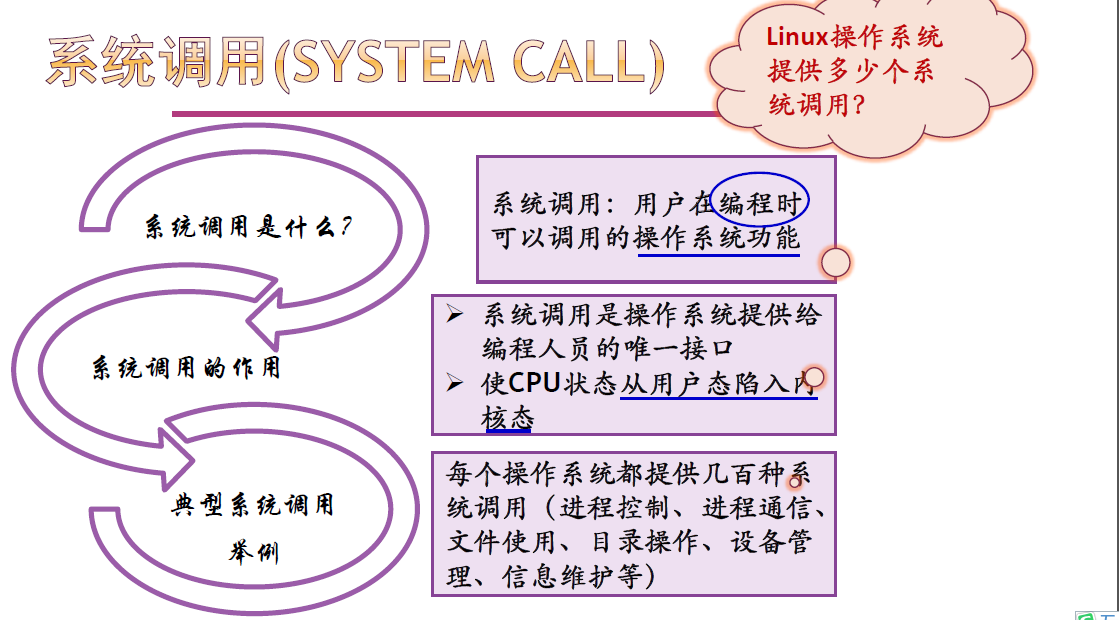 系统调用(SYSTEM CALL)
Linux操作系统
提供多少个系
统调用？
系统调用是什么？
系统调用：用户在编程时
可以调用的操作系统功能
系统调用的作用
➢ 系统调用是操作系统提供给
编程人员的唯一接口
➢ 使CPU状态从用户态陷入内
核态
典型系统调用
举例
每个操作系统都提供几百种系
统调用（进程控制、进程通信、
文件使用、目录操作、设备管
理、信息维护等）